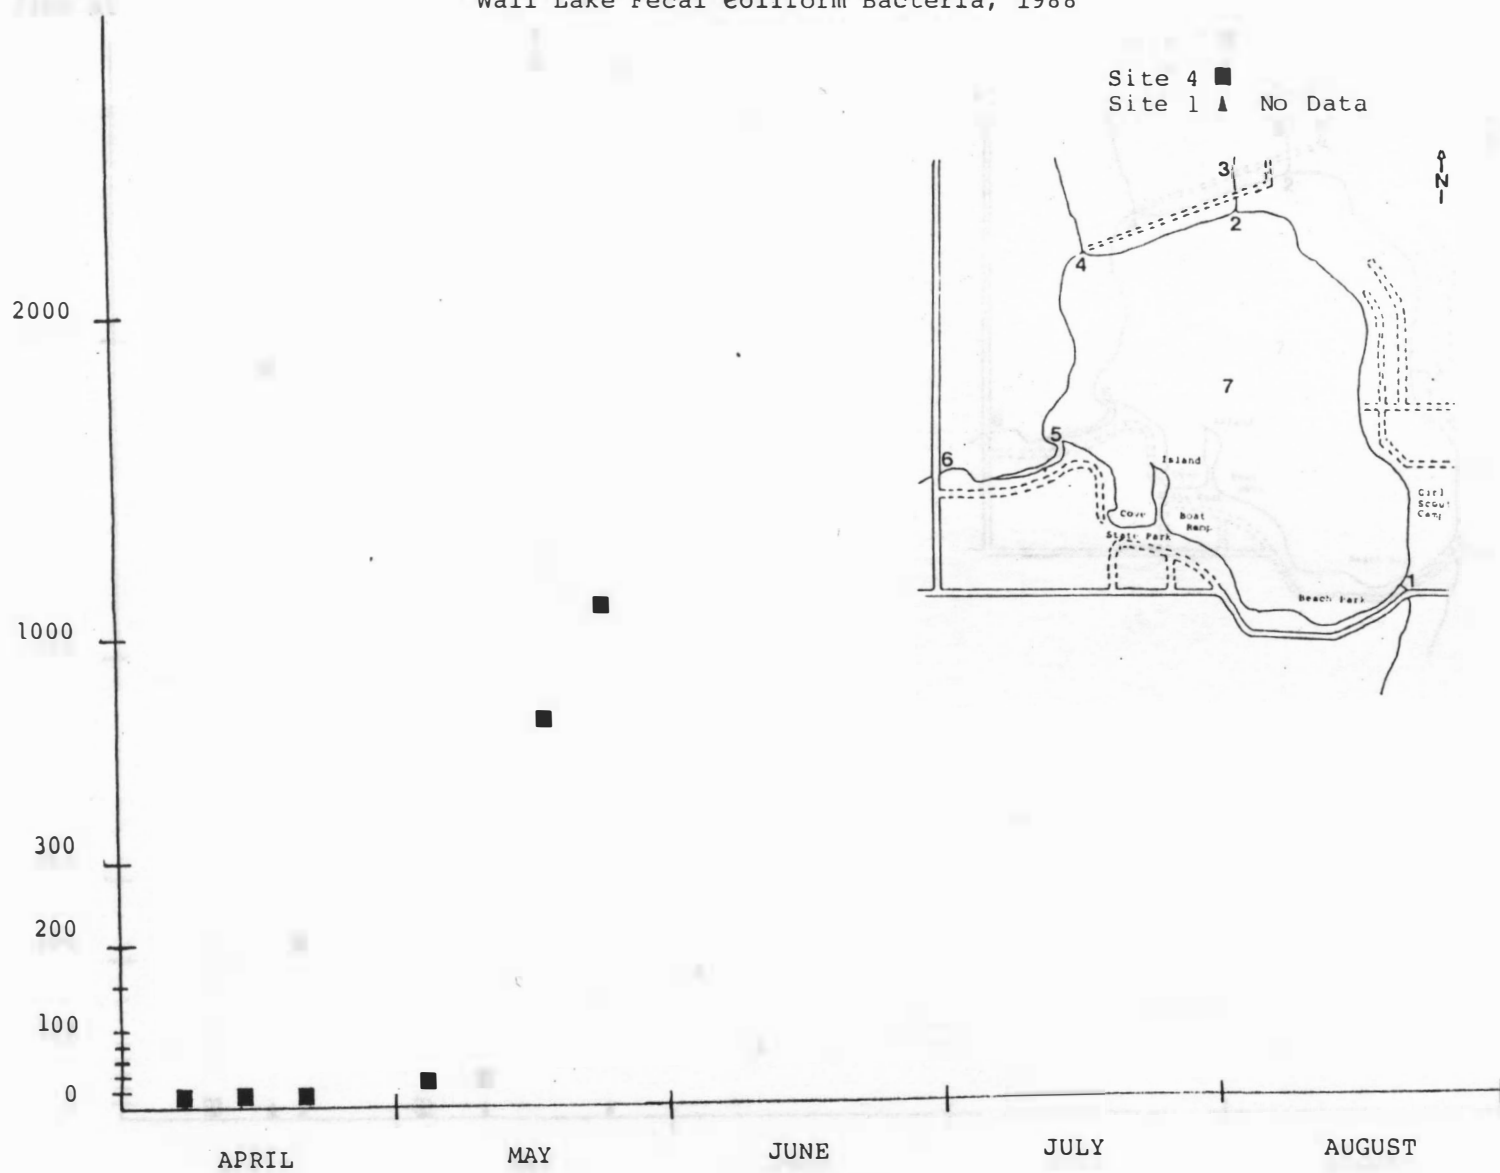 Wall Lake Fecal Coliform Bacteria, 1988
Site 4
Site 1 No Data
N
3
2
4
2000
7
5
6
Island
Girl
Scout
Camp
Cove
Boat
Ramp
State Park
1
Beach Park
1000
300
200
100
0
APRIL
MAY
JUNE
JULY
AUGUST